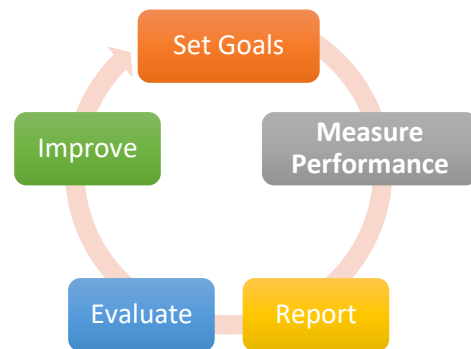 Set Goals
Measure
Performance
Report
Evaluate
Improve